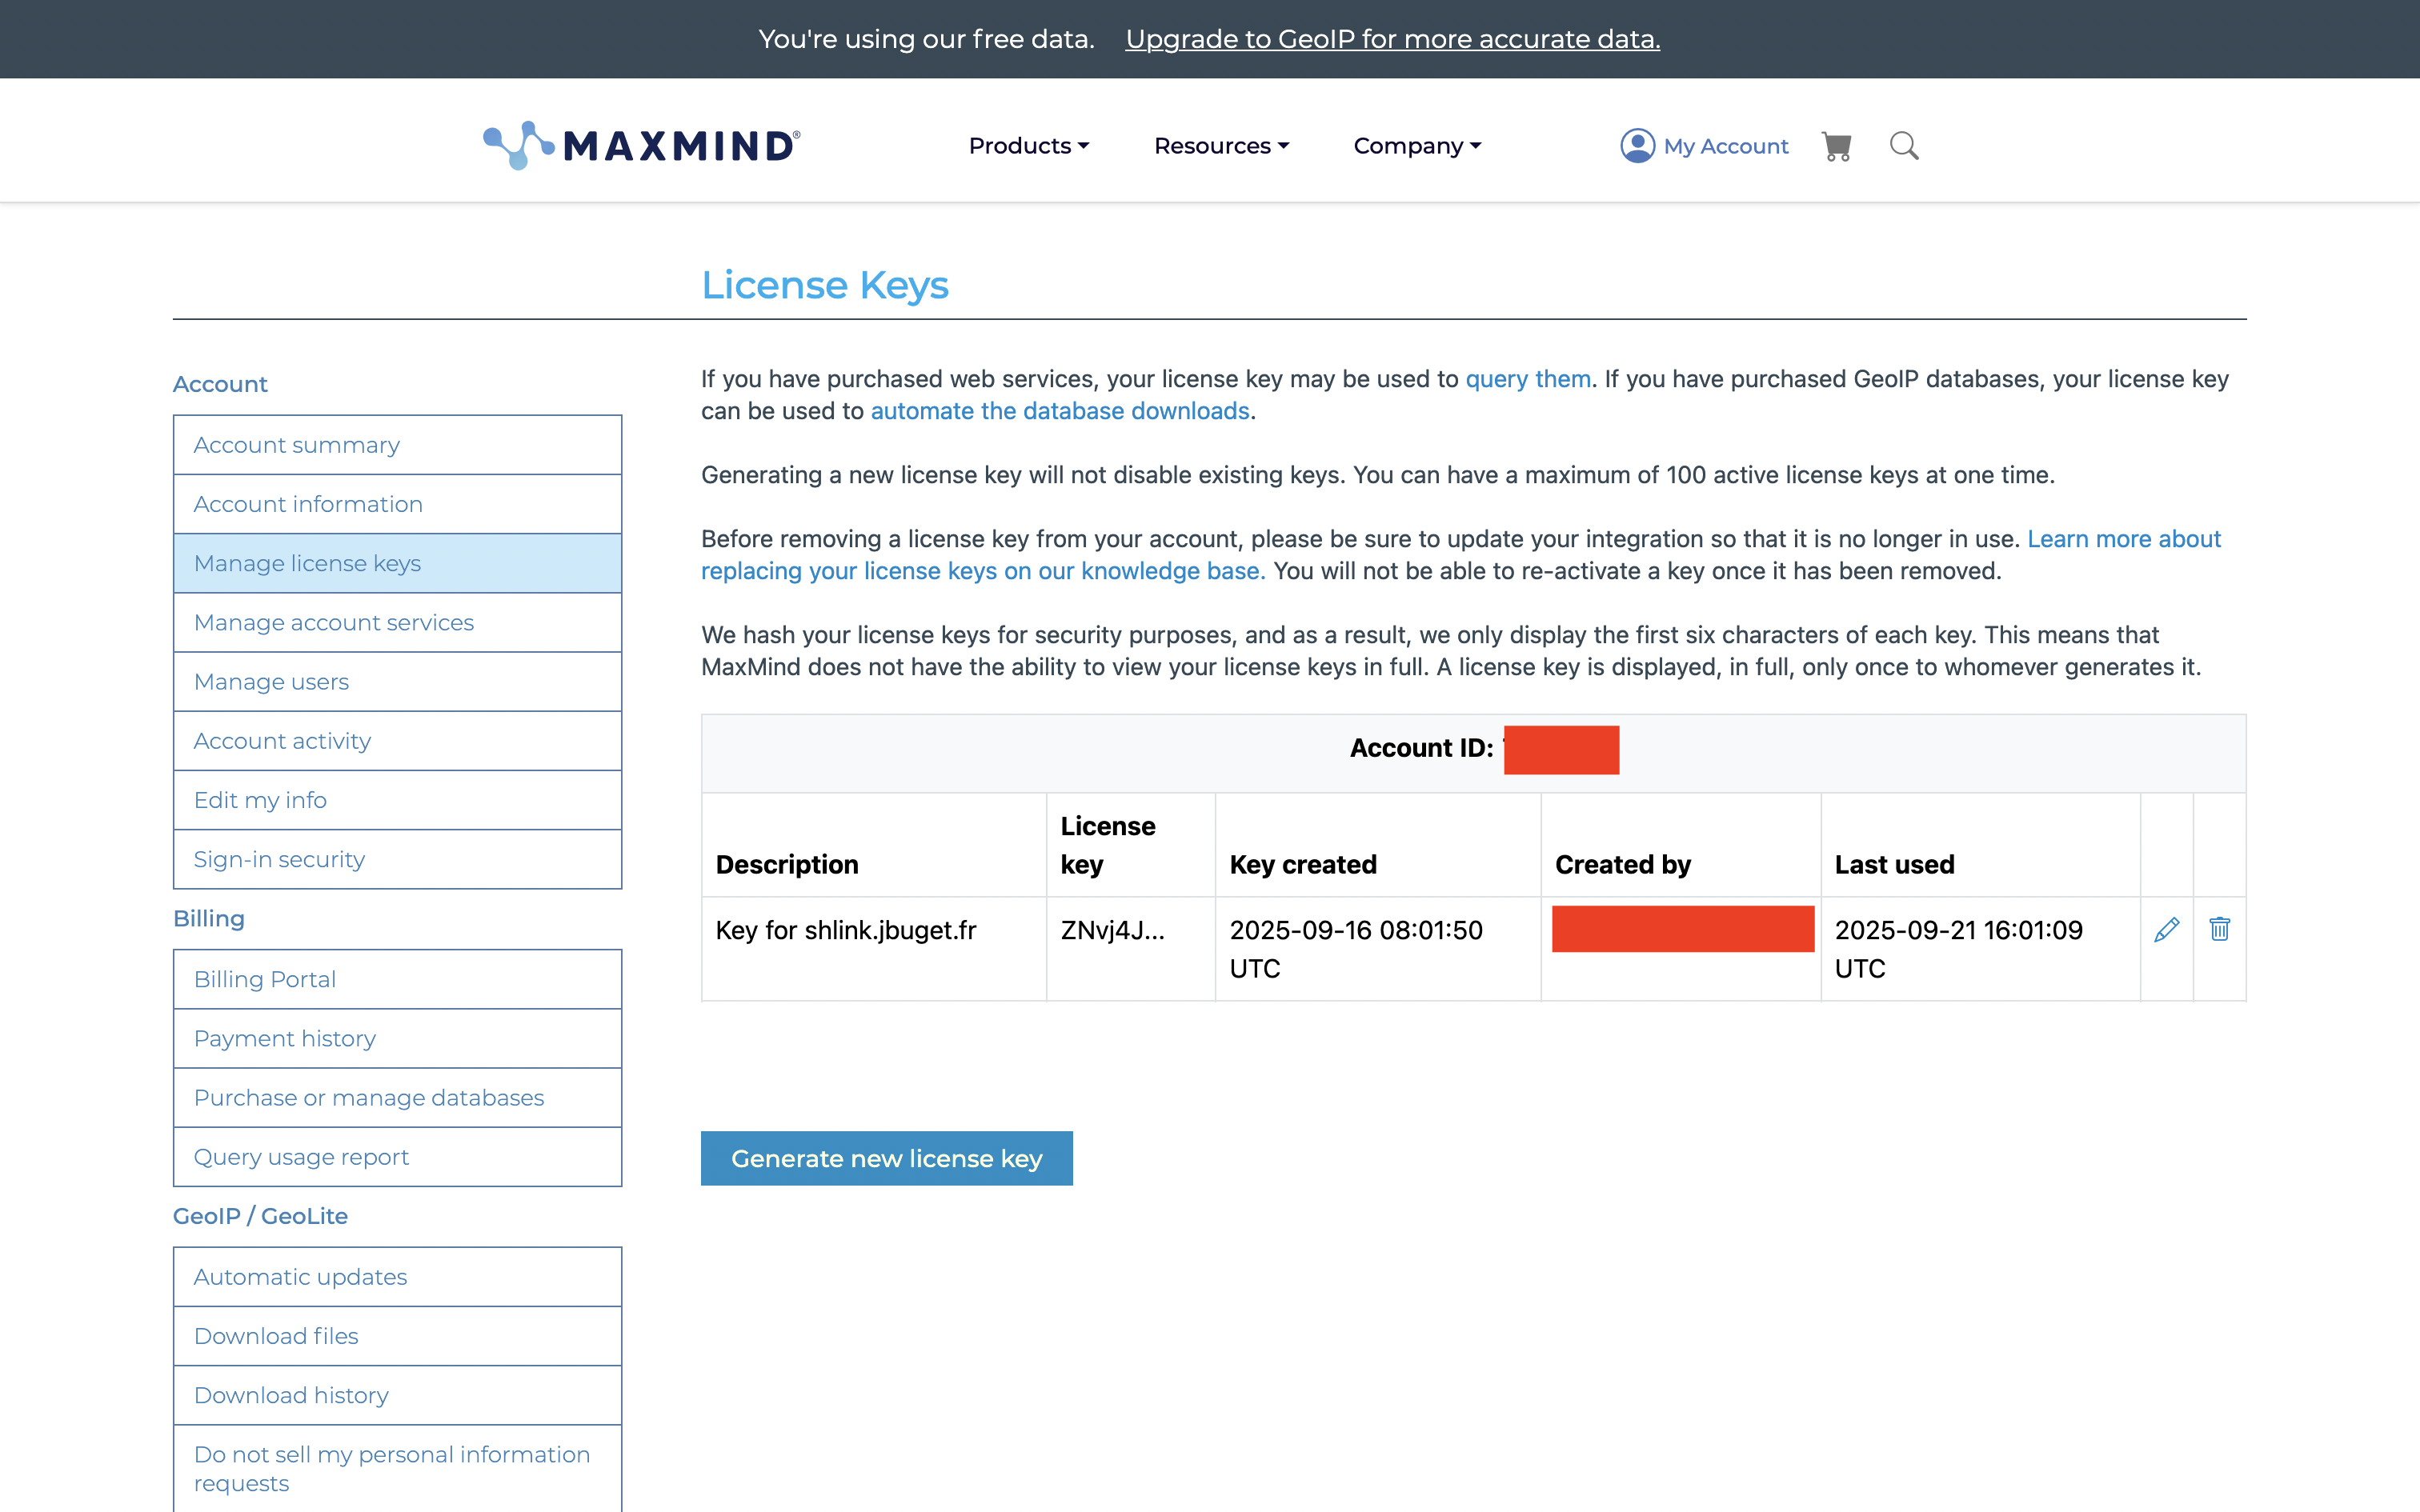 You're using our free data. Upgrade to GeoIP for more accurate data.
MAXMIND®
Products
Resources
Company
My Account
License Keys
Account
Account summary
Account information
Manage license keys
Manage account services
Manage users
Account activity
Edit my info
Sign-in security
Billing
Billing Portal
Payment history
Purchase or manage databases
Query usage report
GeoIP / GeoLite
Automatic updates
Download files
Download history
Do not sell my personal information
requests
If you have purchased web services, your license key may be used to query them. If you have purchased GeoIP databases, your license key
can be used to automate the database downloads.
Generating a new license key will not disable existing keys. You can have a maximum of 100 active license keys at one time.
Before removing a license key from your account, please be sure to update your integration so that it is no longer in use. Learn more about
replacing your license keys on our knowledge base. You will not be able to re-activate a key once it has been removed.
We hash your license keys for security purposes, and as a result, we only display the first six characters of each key. This means that
MaxMind does not have the ability to view your license keys in full. A license key is displayed, in full, only once to whomever generates it.
Account ID:
Description
License
key
Key created
Created by
Last used
Key for shlink.jbuget.fr
ZNvj4J...
2025-09-16 08:01:50
UTC
2025-09-21 16:01:09
UTC
Generate new license key